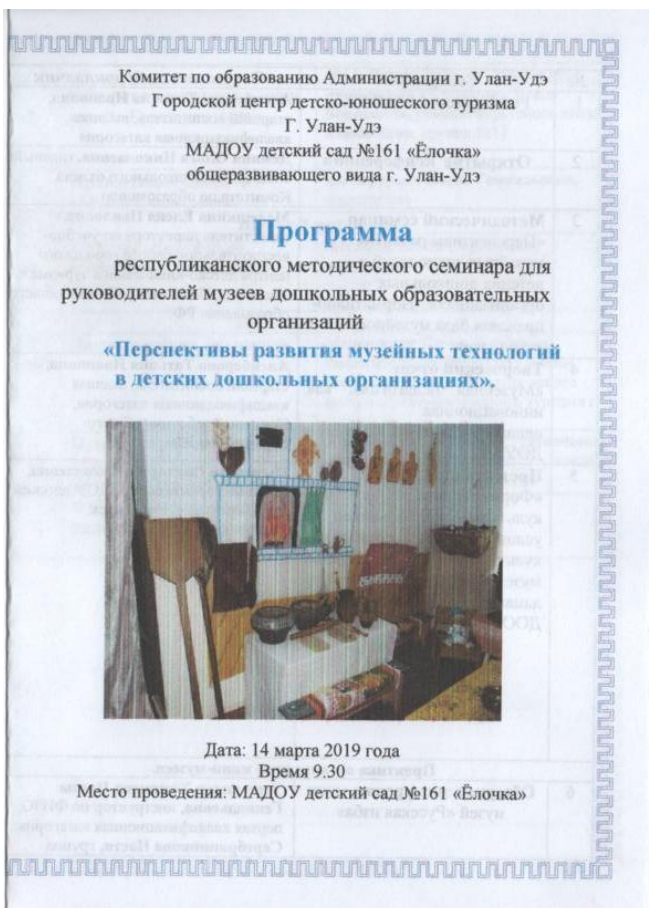 Комитет по образованию Администрации г. Улан-Удэ
Городской центр детско-юношеского туризма
Г. Улан-Удэ
МАДОУ детский сад №161 «Ёлочка»
общеразвивающего вида г. Улан-Удэ
Программа
республиканского методического семинара для
руководителей музеев дошкольных образовательных
организаций
«Перспективы развития музейных технологий
в детских дошкольных организациях».
Дата: 14 марта 2019 года
Время 9.30
Место проведения: МАДОУ детский сад №161 «Ёлочка»